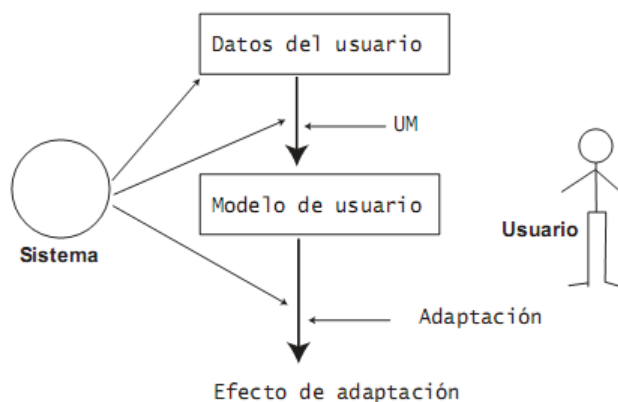 Datos del usuario
UM
Modelo de usuario
Sistema
Usuario
Adaptación
Efecto de adaptación